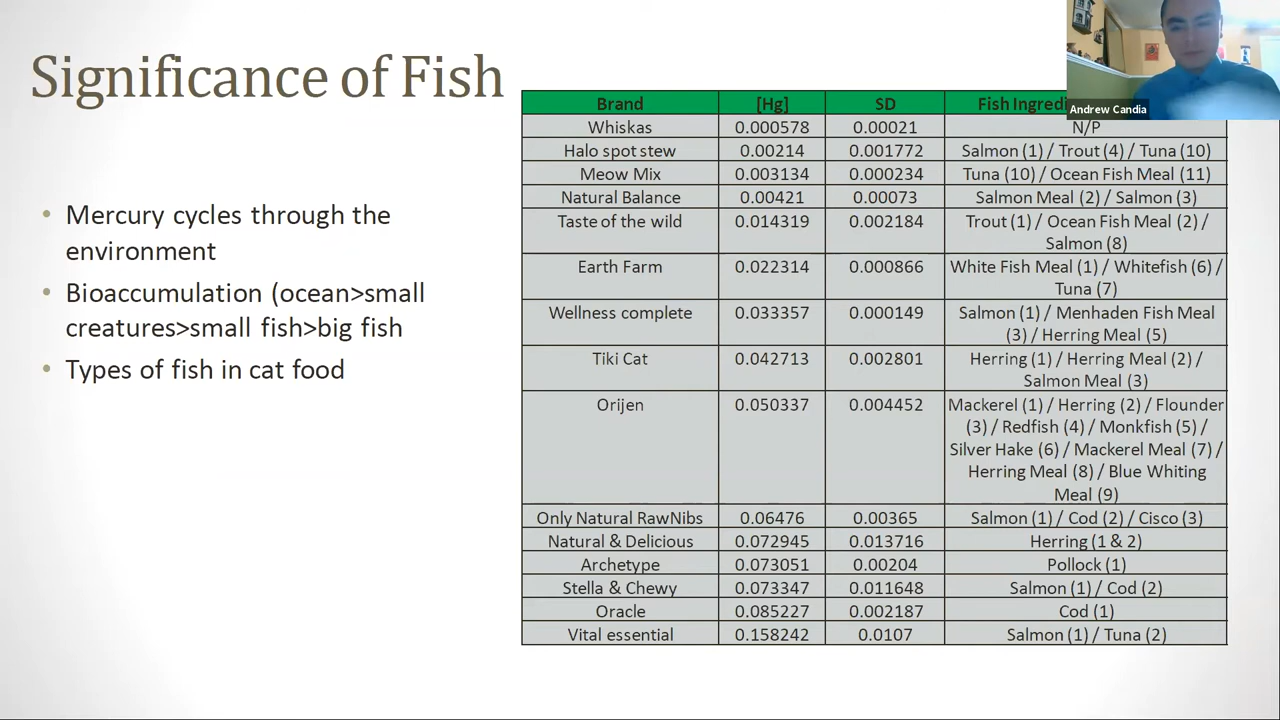 Significance of Fish
• Mercury cycles through the
environment
• Bioaccumulation (ocean>small
creatures>small fish>big fish
• Types of fish in cat food
Brand [Hg] SD Fish
Whiskas 0.000578 0.00021 N/P
Halo spot stew 0.00214 0.001772 Salmon (1) / Trout (4) / Tuna (10)
Meow Mix 0.003134 0.000234 Tuna (10) / Ocean Fish Meal (11)
Natural Balance 0.00421 0.00073 Salmon Meal (2) / Salmon (3)
Taste of the wild 0.014319 0.002184 Trout (1) / Ocean Fish Meal (2) /
Salmon (8)
Earth Farm 0.022314 0.000866 White Fish Meal (1) / Whitefish (6) /
Tuna (7)
Wellness complete 0.033357 0.000149 Salmon (1) / Menhaden Fish Meal
(3) / Herring Meal (5)
Tiki Cat 0.042713 0.002801 Herring (1) / Herring Meal (2) /
Salmon Meal (3)
Orijen 0.050337 0.004452 Mackerel (1) / Herring (2) / Flounder
(3) / Redfish (4) / Monkfish (5) /
Silver Hake (6) / Mackerel Meal (7) /
Herring Meal (8) / Blue Whiting
Meal (9)
Only Natural RawNibs 0.06476 0.00365 Salmon (1) / Cod (2) / Cisco (3)
Natural & Delicious 0.072945 0.013716 Herring (1 & 2)
Archetype 0.073051 0.00204 Pollock (1)
Stella & Chewy 0.073347 0.011648 Salmon (1) / Cod (2)
Oracle 0.085227 0.002187 Cod (1)
Vital essential 0.158242 0.0107 Salmon (1) / Tuna (2)
Andrew Candia